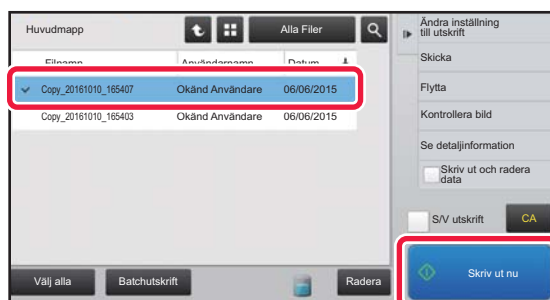 Huvudmapp
Alla Filer
Filnamn Användarnamn Datum
Copy_20161010_165407 Okänd Användare 06/06/2015
Copy_20161010_165403 Okänd Användare 06/06/2015
Välj alla
Batchutskrift
Radera
Ändra inställning
till utskrift
Skicka
Flytta
Kontrollera bild
Se detaljinformation
Skriv ut och radera
data
S/V utskrift
CA
Skriv ut nu